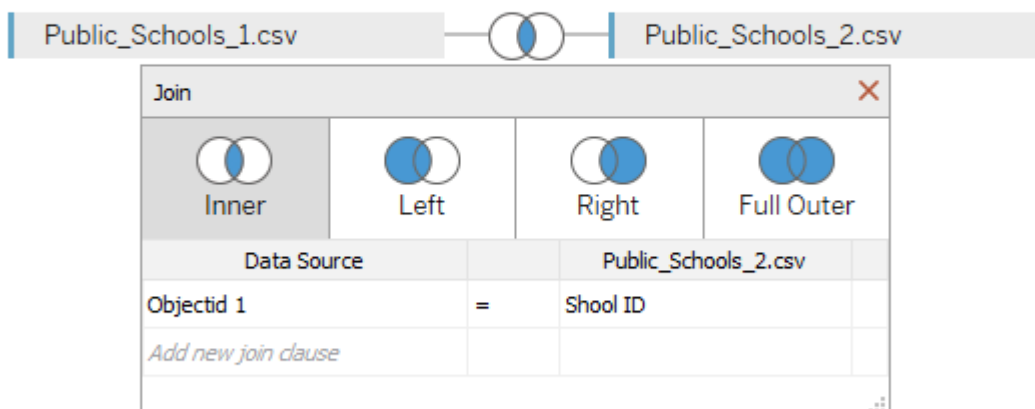 Public_Schools_1.csv Public_Schools_2.csv
Join
Inner Left Right Full Outer
Data Source Public_Schools_2.csv
Objectid 1 = Shool ID
Add new join clause